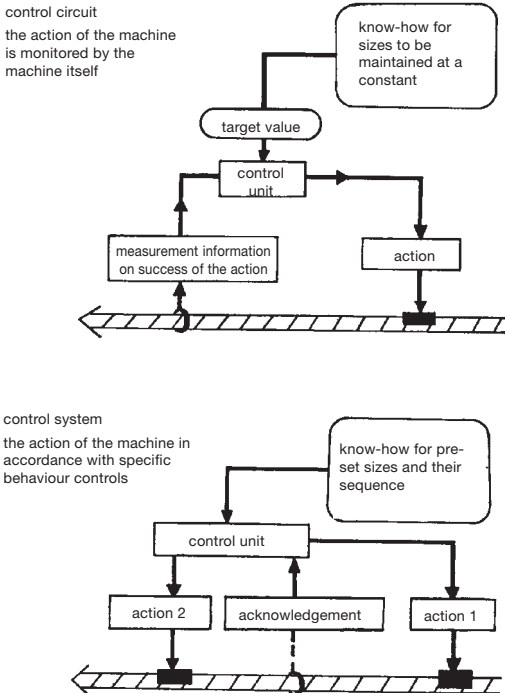 control circuit
the action of the machine
is monitored by the
machine itself
know-how for
sizes to be
maintained at a
constant
target value
control
unit
measurement information
on success of the action
action
control system
the action of the machine in
accordance with specific
behaviour controls
know-how for pre-
set sizes and their
sequence
control unit
action 2
acknowledgement
action 1